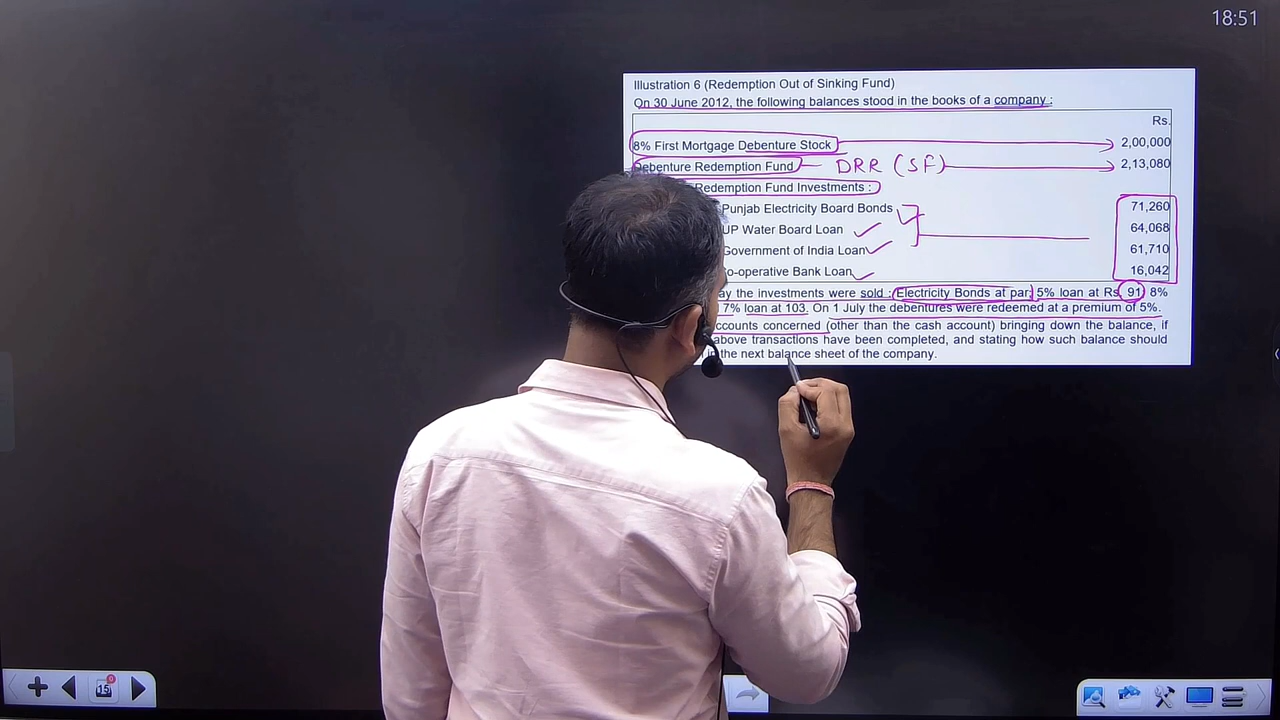 18:51
Illustration 6 (Redemption Out of Sinking Fund)
On 30 June 2012, the following balances stood in the books of a company :
Rs.
8% First Mortgage Debenture Stock 2,00,000
Debenture Redemption Fund DRR (SF) 2,13,080
Redemption Fund Investments :
Punjab Electricity Board Bonds 71,260
UP Water Board Loan 64,068
Government of India Loan 61,710
o-operative Bank Loan 16,042
ay the investments were sold : Electricity Bonds at par, 5% loan at Rs. 91, 8%
7% loan at 103. On 1 July the debentures were redeemed at a premium of 5%.
accounts concerned (other than the cash account) bringing down the balance, if
above transactions have been completed, and stating how such balance should
in the next balance sheet of the company.
15